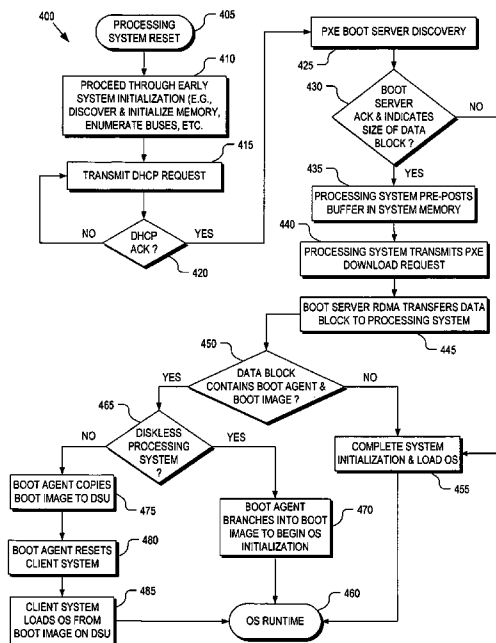 400
PROCESSING
SYSTEM RESET
405
410
PROCEED THROUGH EARLY
SYSTEM INITIALIZATION (E.G.,
DISCOVER & INITIALIZE MEMORY,
ENUMERATE BUSES, ETC.
415
TRANSMIT DHCP REQUEST
NO
DHCP
ACK ?
YES
420
PXE BOOT SERVER DISCOVERY
425
430
BOOT
SERVER
ACK & INDICATES
SIZE OF DATA
BLOCK ?
NO
YES
435
PROCESSING SYSTEM PRE-POSTS
BUFFER IN SYSTEM MEMORY
440
PROCESSING SYSTEM TRANSMITS PXE
DOWNLOAD REQUEST
BOOT SERVER RDMA TRANSFERS DATA
BLOCK TO PROCESSING SYSTEM
445
450
DATA BLOCK
CONTAINS BOOT AGENT &
BOOT IMAGE ?
YES
NO
465
DISKLESS
PROCESSING
SYSTEM ?
NO
YES
COMPLETE SYSTEM
INITIALIZATION & LOAD OS
455
BOOT AGENT COPIES
BOOT IMAGE TO DSU
475
BOOT AGENT
BRANCHES INTO BOOT
IMAGE TO BEGIN OS
INITIALIZATION
470
480
BOOT AGENT RESETS
CLIENT SYSTEM
485
CLIENT SYSTEM
LOADS OS FROM
BOOT IMAGE ON DSU
460
OS RUNTIME